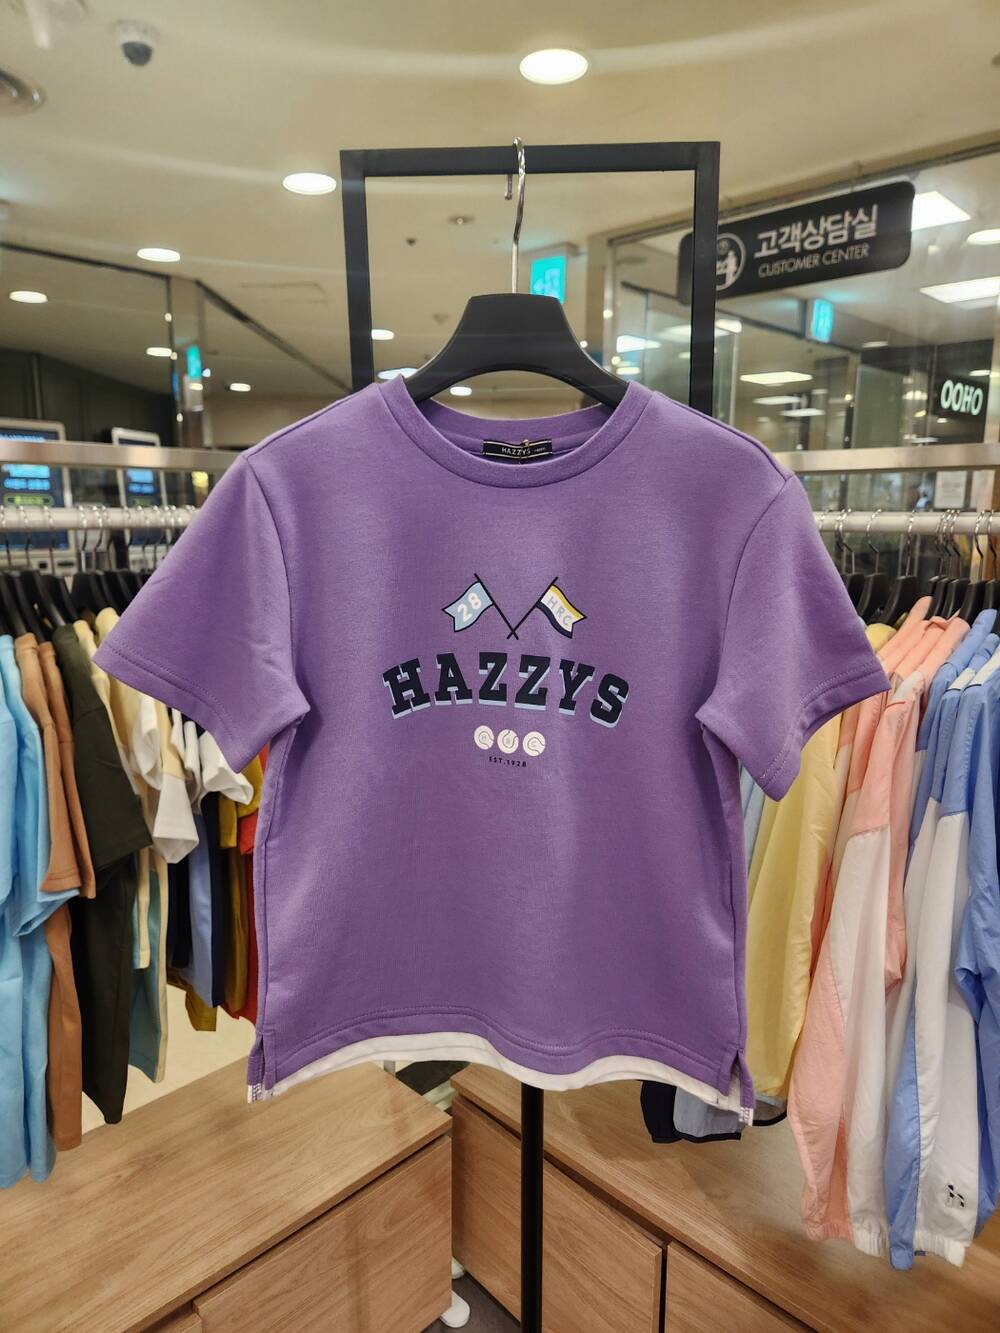 고객상담실
CUSTOMER CENTER
OOHO
HAZZYS
28
HRC
HAZZYS
H R C
EST.1928